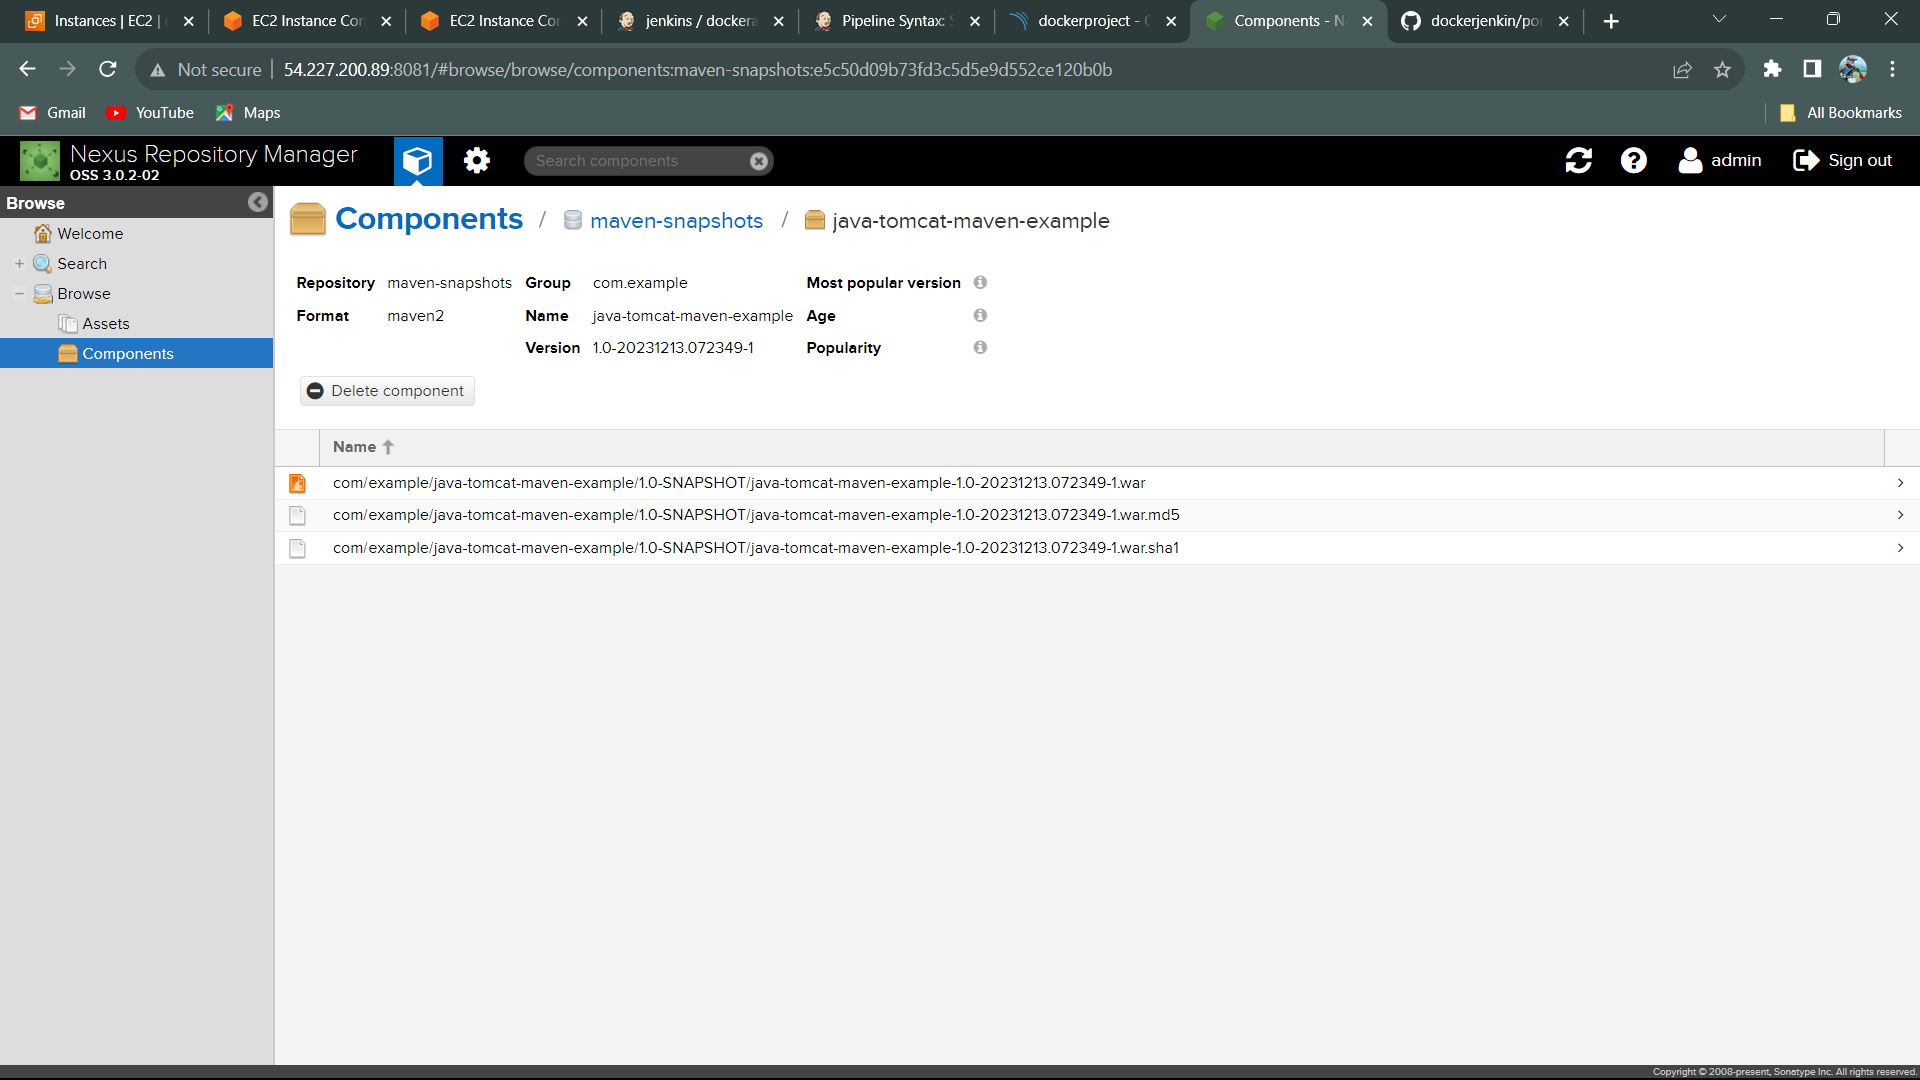 Instances | EC2 |
EC2 Instance Con
EC2 Instance Con
jenkins / dockera
Pipeline Syntax: S
dockerproject - 
Components - N
dockerjenkin/po
Not secure
54.227.200.89:8081/#browse/browse/components:maven-snapshots:e5c50d09b73fd3c5d5e9d552ce120b0b
Gmail
YouTube
Maps
All Bookmarks
Nexus Repository Manager
OSS 3.0.2-02
Search components
admin
Sign out
Browse
Welcome
Search
Browse
Assets
Components
Components / maven-snapshots / java-tomcat-maven-example
Repository maven-snapshots Group com.example Most popular version
Format maven2 Name java-tomcat-maven-example Age
Version 1.0-20231213.072349-1 Popularity
Delete component
Name
com/example/java-tomcat-maven-example/1.0-SNAPSHOT/java-tomcat-maven-example-1.0-20231213.072349-1.war
com/example/java-tomcat-maven-example/1.0-SNAPSHOT/java-tomcat-maven-example-1.0-20231213.072349-1.war.md5
com/example/java-tomcat-maven-example/1.0-SNAPSHOT/java-tomcat-maven-example-1.0-20231213.072349-1.war.sha1
Copyright © 2008-present, Sonatype Inc. All rights reserved.